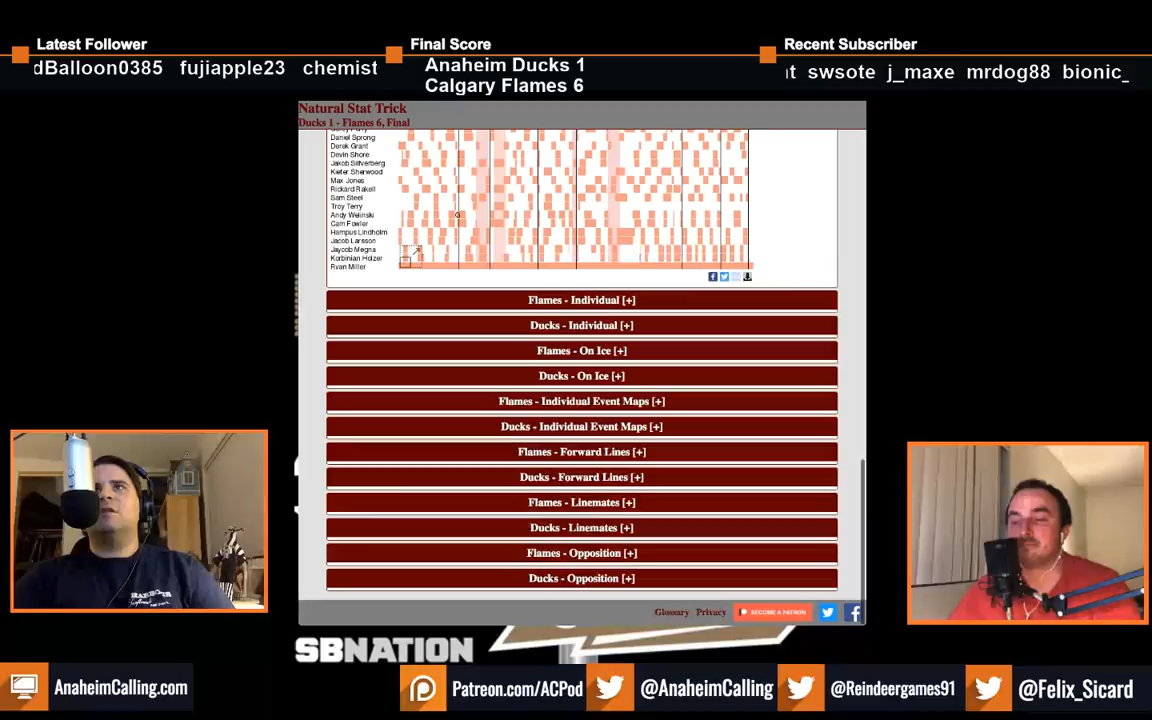 Latest Follower
dBalloon0385 fujiapple23 chemist
Final Score
Anaheim Ducks 1
Calgary Flames 6
Recent Subscriber
swsote j_maxe mrdog88 bionic_
Natural Stat Trick
Ducks 1 - Flames 6, Final
Daniel Sprong
Derek Grant
Devin Shore
Jakob Silfverberg
Kiefer Sherwood
Max Jones
Rickard Rakell
Sam Steel
Troy Terry
Andy Welinski
Cam Fowler
Hampus Lindholm
Jacob Larsson
Jaycob Megna
Korbinian Holzer
Ryan Miller
G
Flames - Individual [+]
Ducks - Individual [+]
Flames - On Ice [+]
Ducks - On Ice [+]
Flames - Individual Event Maps [+]
Ducks - Individual Event Maps [+]
Flames - Forward Lines [+]
Ducks - Forward Lines [+]
Flames - Linemates [+]
Ducks - Linemates [+]
Flames - Opposition [+]
Ducks - Opposition [+]
Glossary Privacy BECOME A PATRON
SBNATION
AnaheimCalling.com
Patreon.com/ACPod
@AnaheimCalling
@Reindeergames91
@Felix_Sicard